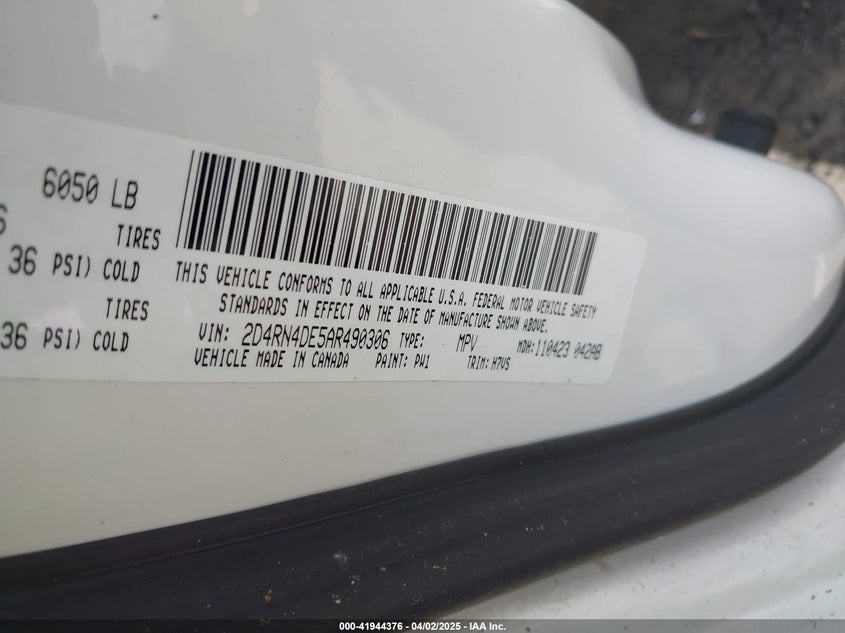 6050 LB
TIRES
36 PSI) COLD
TIRES
36 PSI) COLD
THIS VEHICLE CONFORMS TO ALL APPLICABLE U.S.A. FEDERAL MOTOR VEHICLE SAFETY
STANDARDS IN EFFECT ON THE DATE OF MANUFACTURE SHOWN ABOVE.
VIN: 2D4RN4DE5AR490306 TYPE: MPV MDH: 110423 042AB
VEHICLE MADE IN CANADA PAINT: PW1 TRIM: H7VS
000-41944376 | 04/02/2025 | IAA Inc.